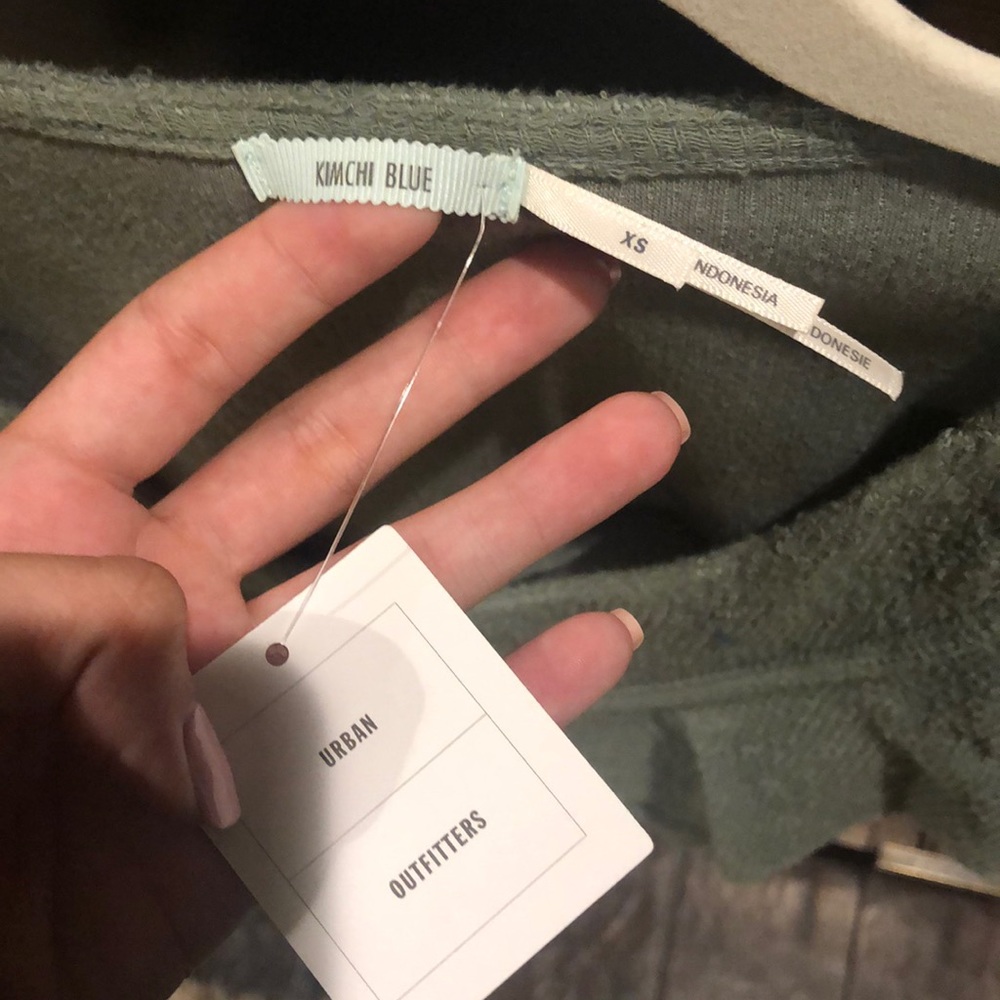 KIMCHI BLUE
XS
NDONESIA
DONESIE
URBAN
OUTFITTERS